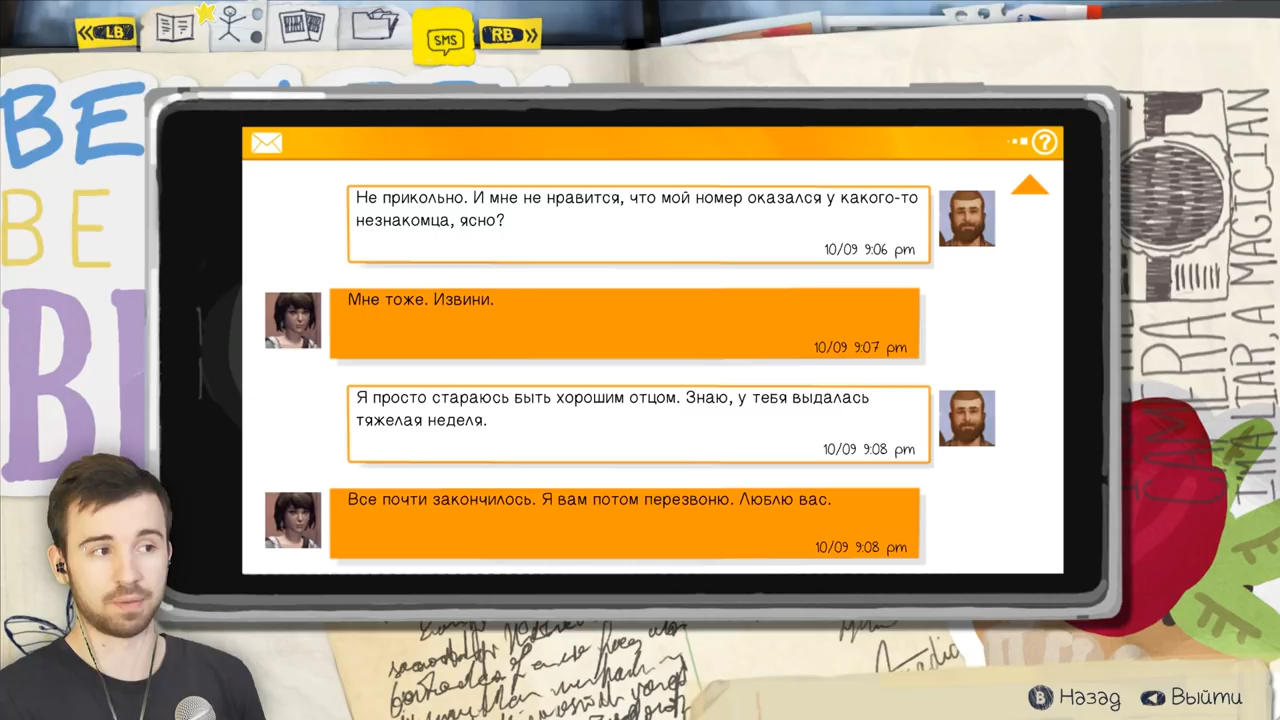 LB
SMS
RB
BE
BE
Не прикольно. И мне не нравится, что мой номер оказался у какого-то
незнакомца, ясно?
10/09 9:06 pm
Мне тоже. Извини.
10/09 9:07 pm
Я просто стараюсь быть хорошим отцом. Знаю, у тебя выдалась
тяжелая неделя.
10/09 9:08 pm
Все почти закончилось. Я вам потом перезвоню. Люблю вас.
10/09 9:08 pm
CAMERA
LIAR, A MAGICIAN
B Назад
Выйти